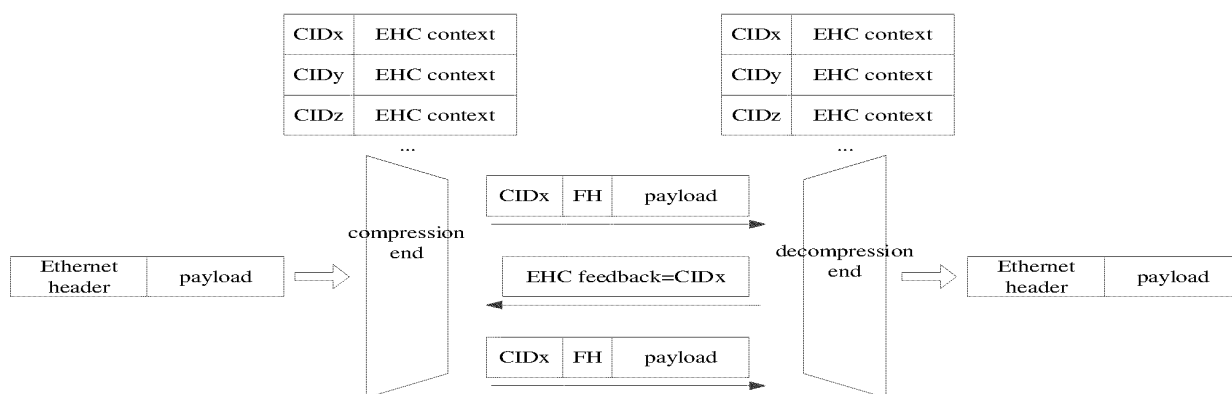 CIDx EHC context CIDx EHC context
CIDy EHC context CIDy EHC context
CIDz EHC context CIDz EHC context
... ...
CIDx FH payload
compression
end
decompression
end
Ethernet
header
payload
EHC feedback=CIDx
Ethernet
header
payload
CIDx FH payload